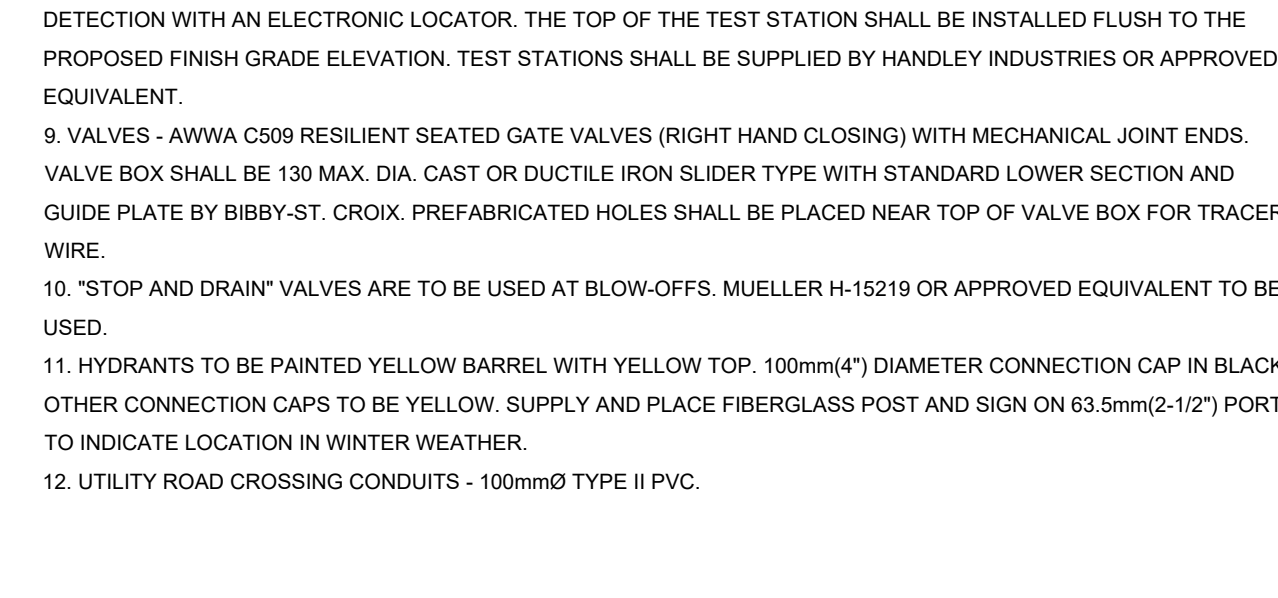 DETECTION WITH AN ELECTRONIC LOCATOR. THE TOP OF THE TEST STATION SHALL BE INSTALLED FLUSH TO THE
PROPOSED FINISH GRADE ELEVATION. TEST STATIONS SHALL BE SUPPLIED BY HANDLEY INDUSTRIES OR APPROVED
EQUIVALENT.
9. VALVES - AWWA C509 RESILIENT SEATED GATE VALVES (RIGHT HAND CLOSING) WITH MECHANICAL JOINT ENDS.
VALVE BOX SHALL BE 130 MAX. DIA. CAST OR DUCTILE IRON SLIDER TYPE WITH STANDARD LOWER SECTION AND
GUIDE PLATE BY BIBBY-ST. CROIX. PREFABRICATED HOLES SHALL BE PLACED NEAR TOP OF VALVE BOX FOR TRACER
WIRE.
10. "STOP AND DRAIN" VALVES ARE TO BE USED AT BLOW-OFFS. MUELLER H-15219 OR APPROVED EQUIVALENT TO BE
USED.
11. HYDRANTS TO BE PAINTED YELLOW BARREL WITH YELLOW TOP. 100mm(4") DIAMETER CONNECTION CAP IN BLACK
OTHER CONNECTION CAPS TO BE YELLOW. SUPPLY AND PLACE FIBERGLASS POST AND SIGN ON 63.5mm(2-1/2") PORT
TO INDICATE LOCATION IN WINTER WEATHER.
12. UTILITY ROAD CROSSING CONDUITS - 100mmØ TYPE II PVC.